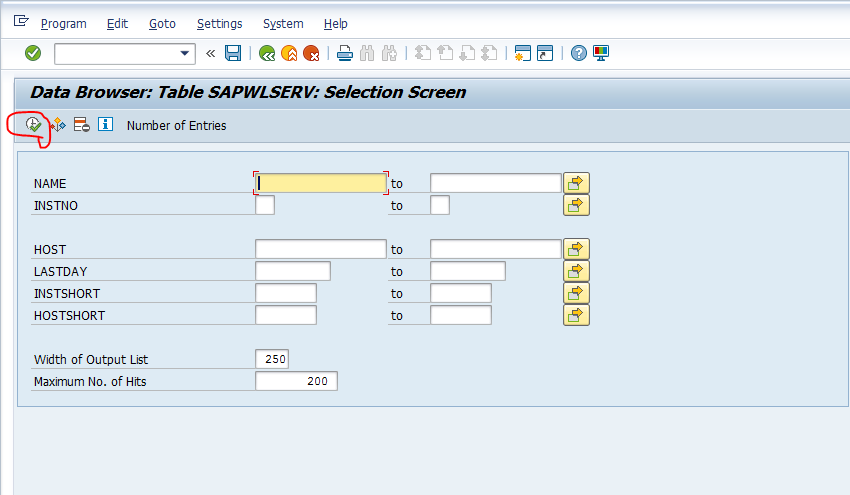 Program Edit Goto Settings System Help
Data Browser: Table SAPWLSERV: Selection Screen
Number of Entries
NAME to
INSTNO to
HOST to
LASTDAY to
INSTSHORT to
HOSTSHORT to
Width of Output List 250
Maximum No. of Hits 200